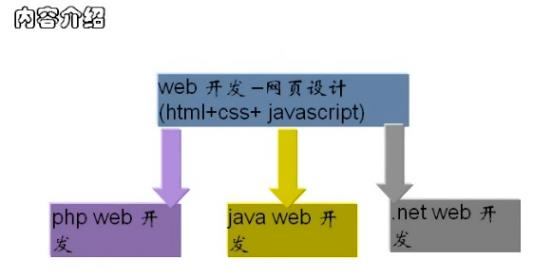 内容介绍
web 开发 –网页设计
(html+css+ javascript)
php web 开
发
java web 开
发
.net web 开
发